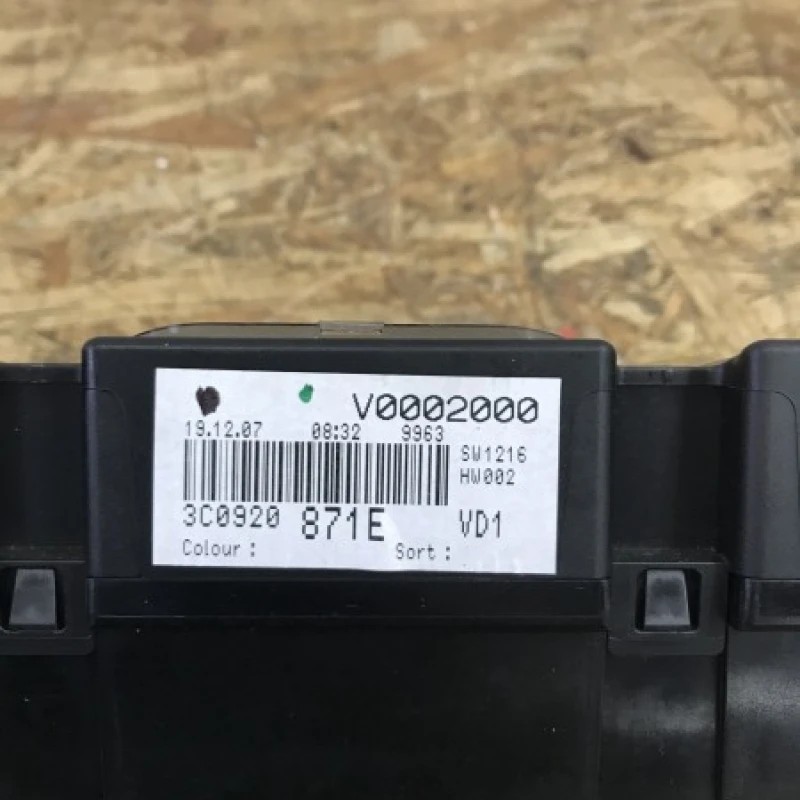 V0002000
19.12.07 08:32 9963
SW1216
HW002
3C0920 871E VD1
Colour : Sort :